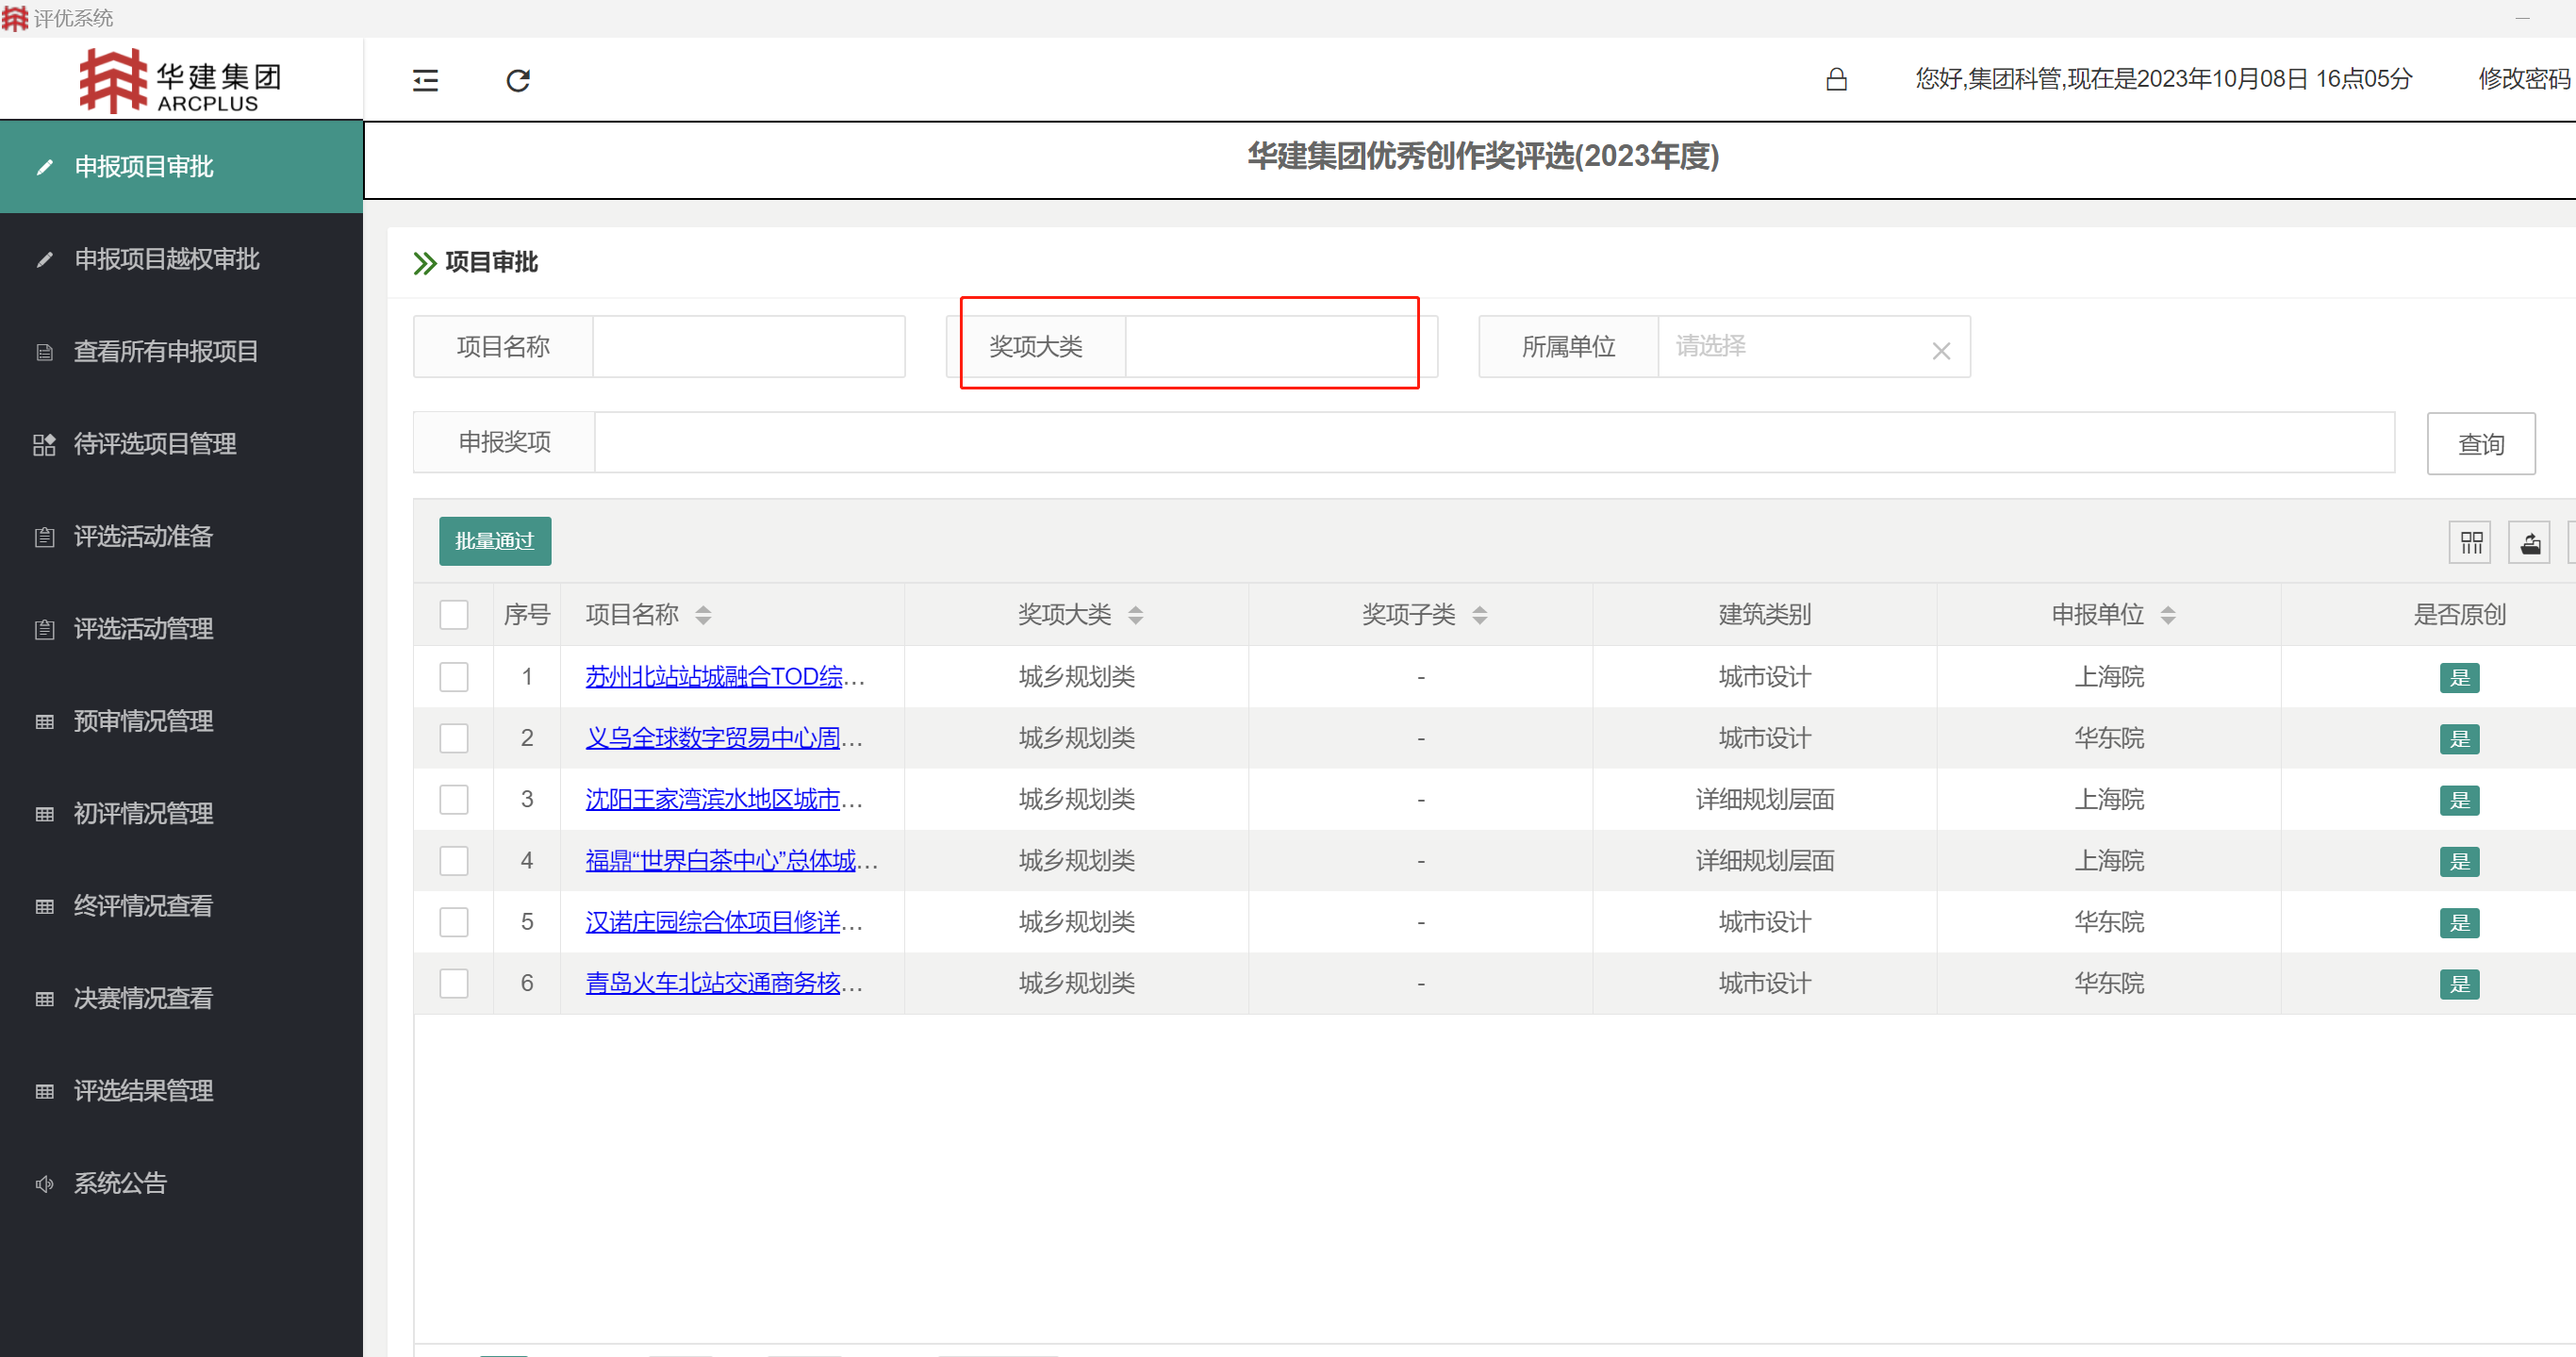 评优系统
华建集团
ARCPLUS
您好,集团科管,现在是2023年10月08日 16点05分
修改密码
申报项目审批
申报项目越权审批
查看所有申报项目
待评选项目管理
评选活动准备
评选活动管理
预审情况管理
初评情况管理
终评情况查看
决赛情况查看
评选结果管理
系统公告
华建集团优秀创作奖评选(2023年度)
项目审批
项目名称
奖项大类
所属单位 请选择
申报奖项
查询
批量通过
序号 项目名称 奖项大类 奖项子类 建筑类别 申报单位 是否原创
1 苏州北站站城融合TOD综… 城乡规划类 - 城市设计 上海院 是
2 义乌全球数字贸易中心周… 城乡规划类 - 城市设计 华东院 是
3 沈阳王家湾滨水地区城市… 城乡规划类 - 详细规划层面 上海院 是
4 福鼎“世界白茶中心”总体城… 城乡规划类 - 详细规划层面 上海院 是
5 汉诺庄园综合体项目修详… 城乡规划类 - 城市设计 华东院 是
6 青岛火车北站交通商务核… 城乡规划类 - 城市设计 华东院 是